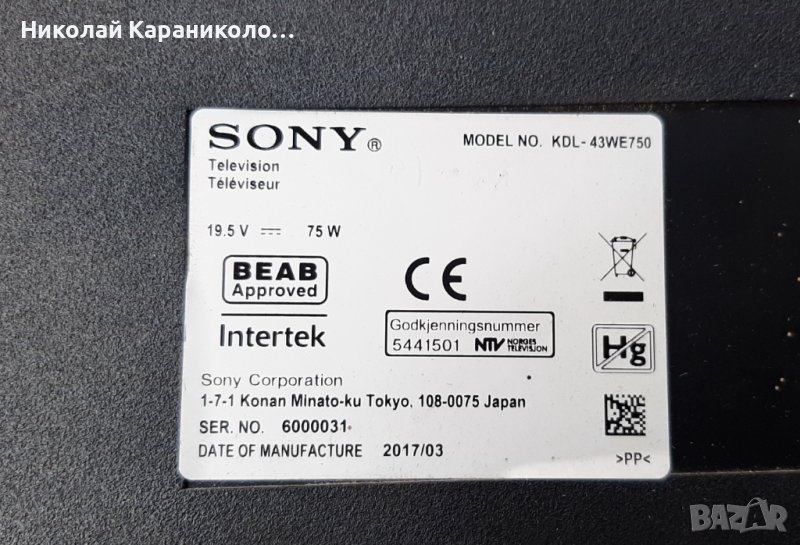 Николай Караниколо...
SONY®
MODEL NO. KDL-43WE750
Television
Téléviseur
19.5 V ⎓ 75 W
BEAB
Approved
Intertek
CE
Godkjenningsnummer
5441501 NTV NORGES TELEVISJON
Hg
Sony Corporation
1-7-1 Konan Minato-ku Tokyo, 108-0075 Japan
SER. NO. 6000031
DATE OF MANUFACTURE 2017/03
>PP<
BAZAR